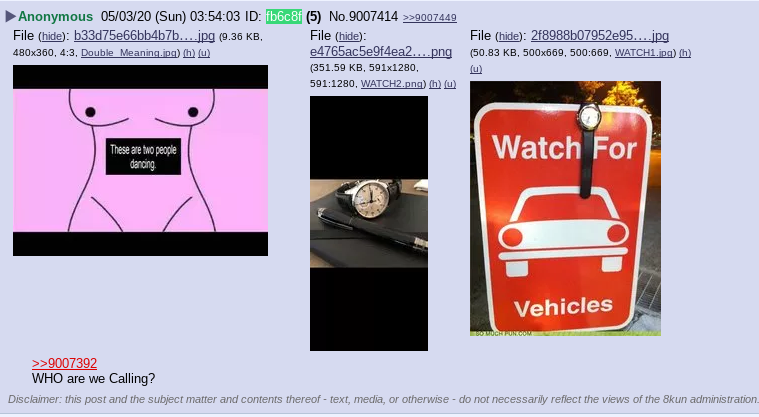 Anonymous 05/03/20 (Sun) 03:54:03 ID: fb6c8f (5) No.9007414 >>9007449
File (hide): b33d75e66bb4b7b….jpg (9.36 KB,
480x360, 4:3, Double_Meaning.jpg) (h) (u)
These are two people
dancing.
File (hide):
e4765ac5e9f4ea2….png
(351.59 KB, 591x1280,
591:1280, WATCH2.png) (h) (u)
File (hide): 2f8988b07952e95….jpg
(50.83 KB, 500x669, 500:669, WATCH1.jpg) (h)
(u)
Watch For
Vehicles
SO MUCH PUN.COM
>>9007392
WHO are we Calling?
Disclaimer: this post and the subject matter and contents thereof - text, media, or otherwise - do not necessarily reflect the views of the 8kun administration.